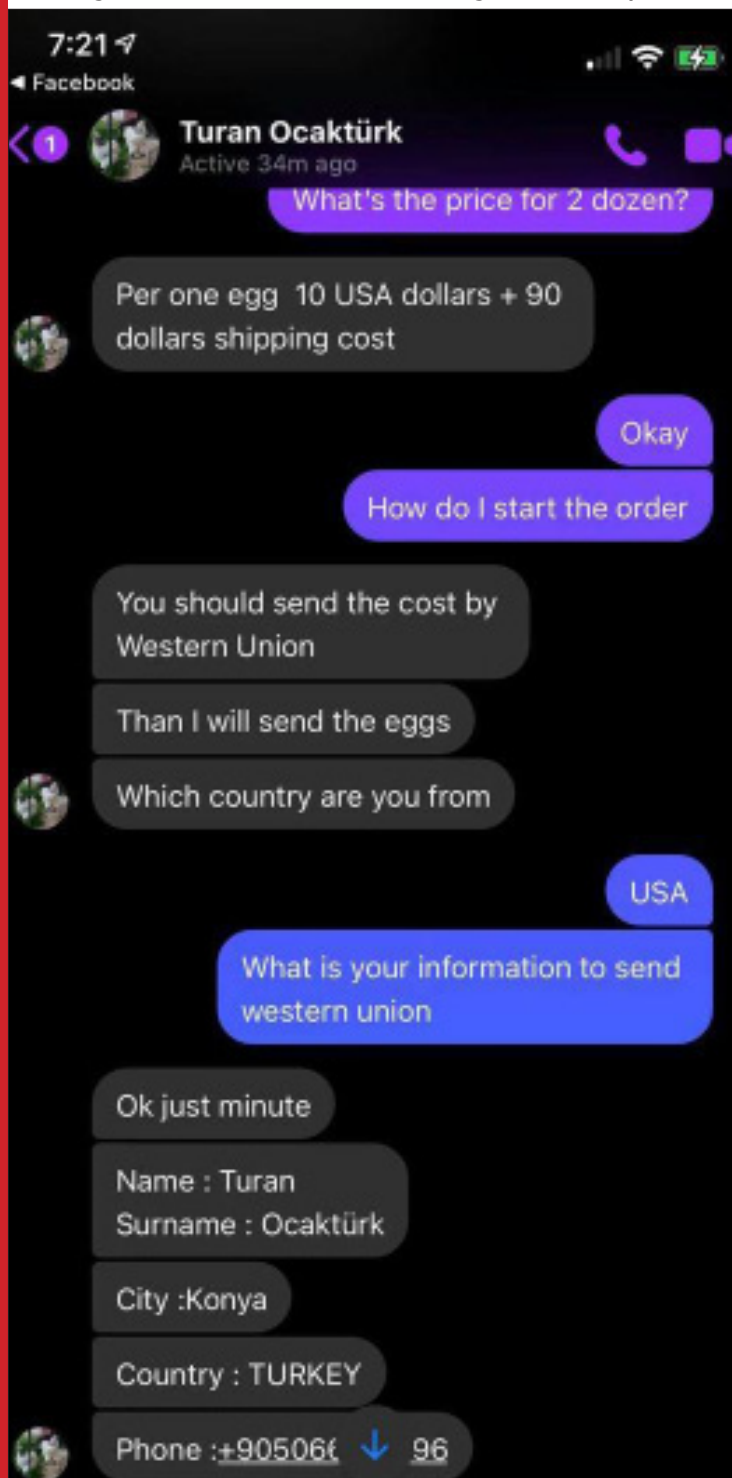 7:21
Facebook
1
Turan Ocaktürk
Active 34m ago
What's the price for 2 dozen?
Per one egg 10 USA dollars + 90
dollars shipping cost
Okay
How do I start the order
You should send the cost by
Western Union
Than I will send the eggs
Which country are you from
USA
What is your information to send
western union
Ok just minute
Name : Turan
Surname : Ocaktürk
City :Konya
Country : TURKEY
Phone : 96